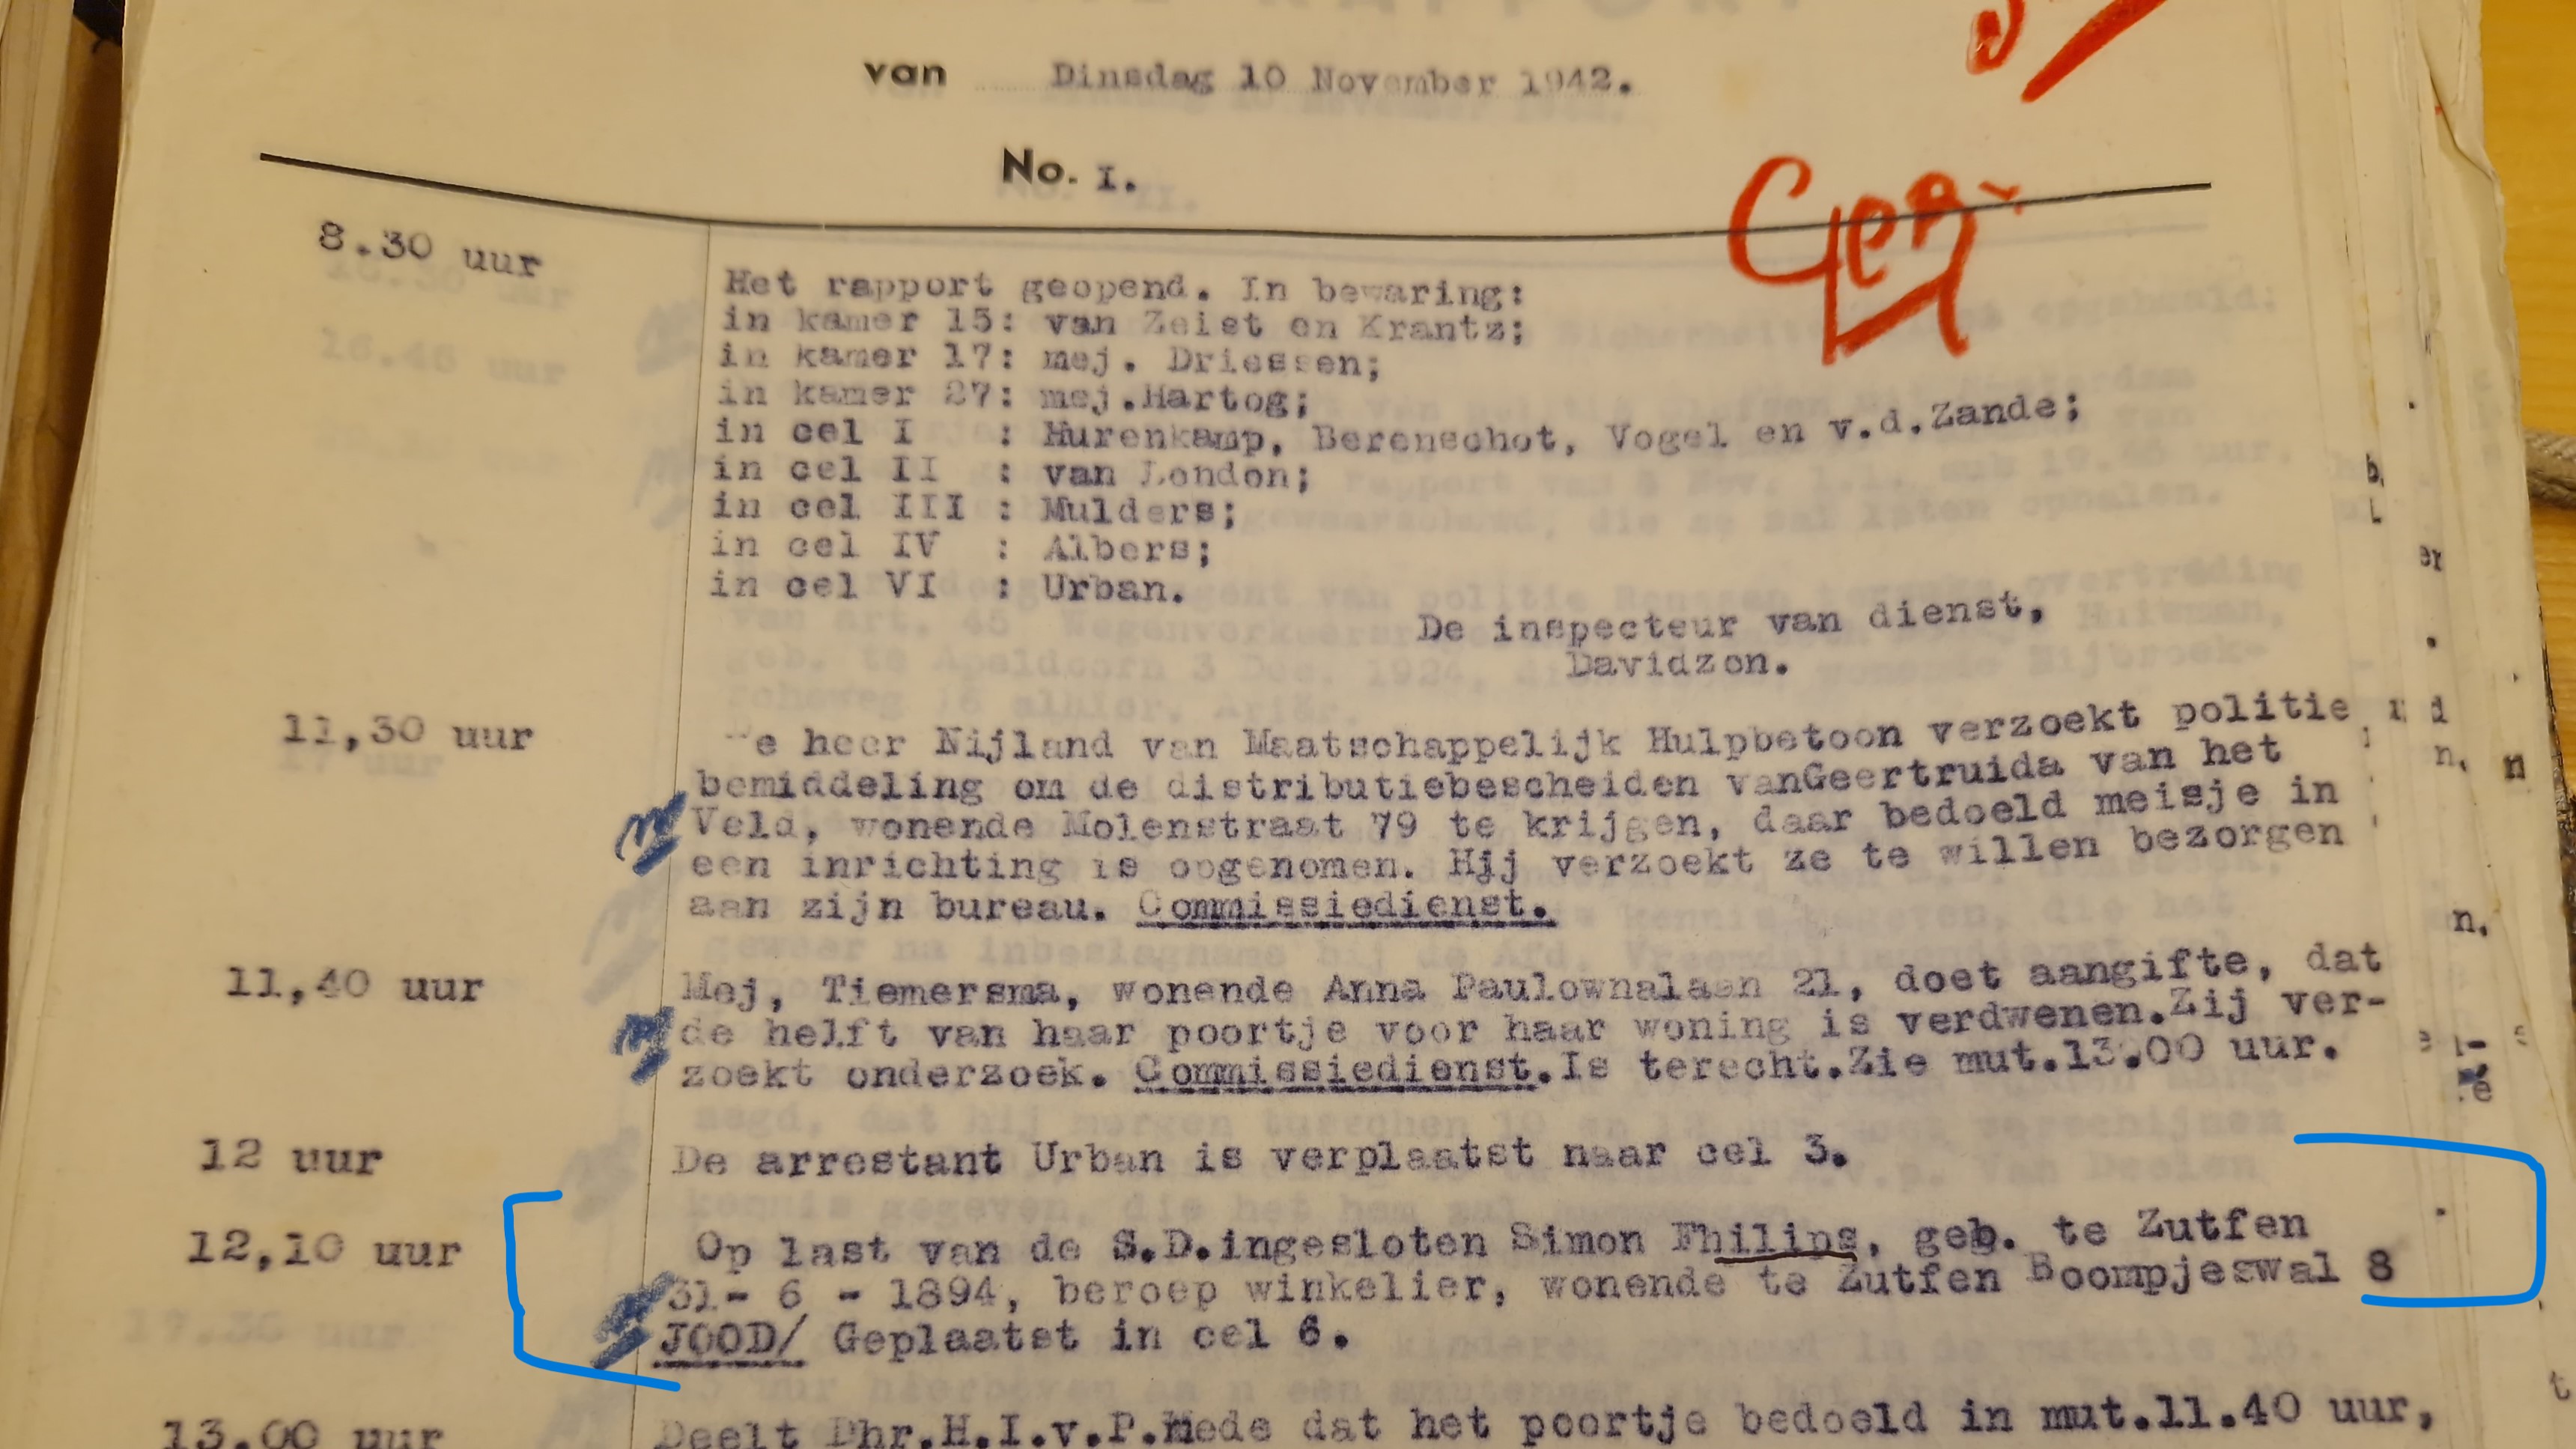 van Dinsdag 10 November 1942.
No. I.
8.30 uur
Het rapport geopend. In bewaring:
in kamer 15: van Zeist en Krantz;
in kamer 17: mej. Driessen;
in kamer 27: mej.Hartog;
in cel I : Hurenkamp, Berenschot, Vogel en v.d.Zande;
in cel II : van London;
in cel III : Mulders;
in cel IV : Albers;
in cel VI : Urban.
De inspecteur van dienst,
Davidzon.
11,30 uur
e heer Nijland van Maatschappelijk Hulpbetoon verzoekt politie
bemiddeling om de distributiebescheiden vanGeertruida van het
Veld, wonende Molenstraat 79 te krijgen, daar bedoeld meisje in
een inrichting is opgenomen. Hij verzoekt ze te willen bezorgen
aan zijn bureau. Commissiedienst.
11,40 uur
Mej, Tiemersma, wonende Anna Paulownalaan 21, doet aangifte, dat
de helft van haar poortje voor haar woning is verdwenen.Zij ver-
zoekt onderzoek. Commissiedienst.Is terecht.Zie mut.13.00 uur.
12 uur
De arrestant Urban is verplaatst naar cel 3.
12,10 uur
Op last van de S.D.ingesloten Simon Fhilips, geb. te Zutfen
31- 6 - 1894, beroep winkelier, wonende te Zutfen Boompjeswal 8
JOOD/ Geplaatst in cel 6.
13.00 uur
Deelt Dhr.H.I.v.P.Mede dat het poortje bedoeld in mut.11.40 uur,